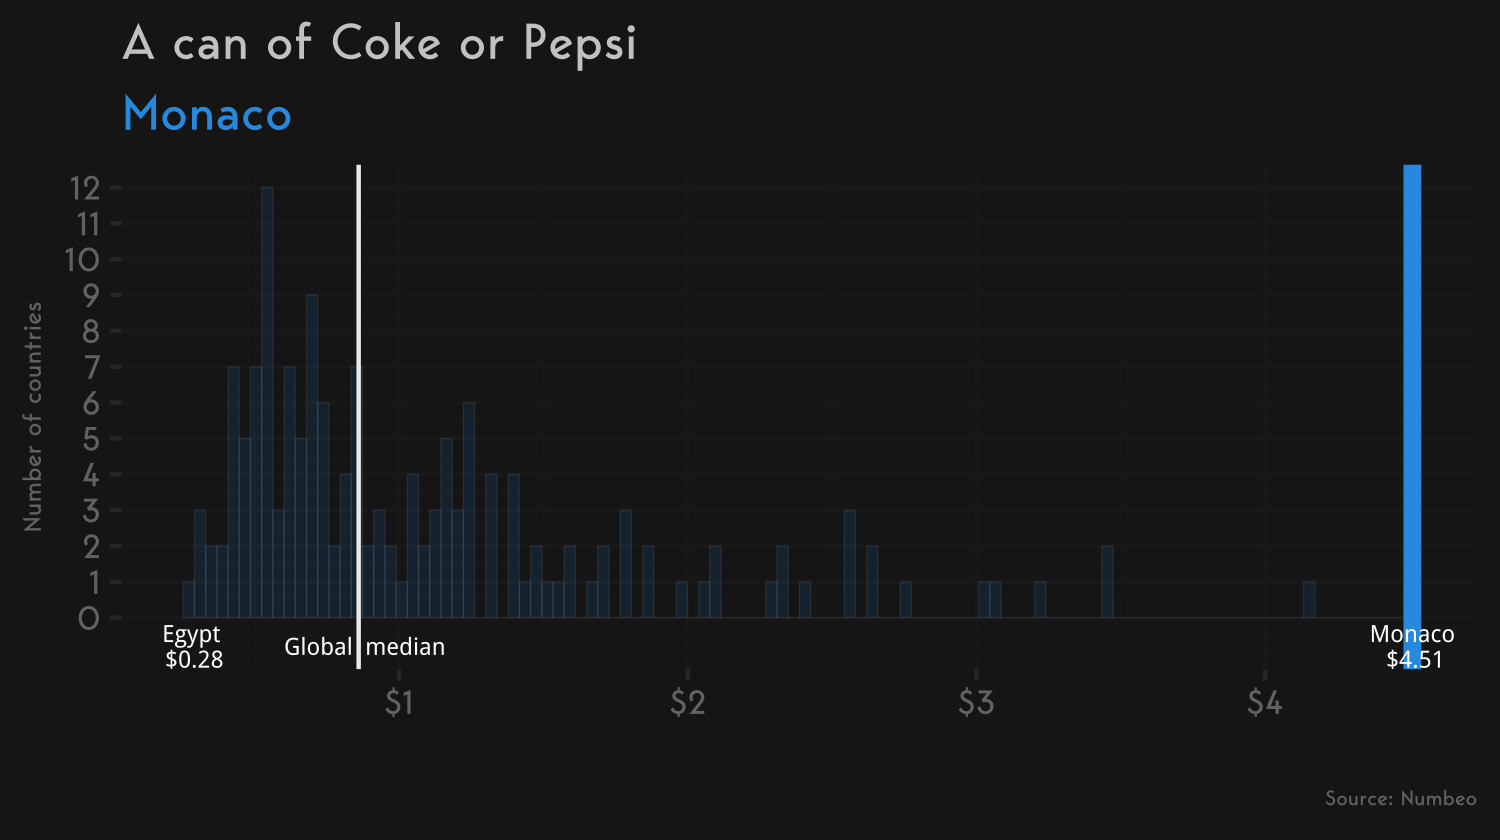 A can of Coke or Pepsi
Monaco
Number of countries
12
11
10
9
8
7
6
5
4
3
2
1
0
Egypt
$0.28
Global median
Monaco
$4.51
$1
$2
$3
$4
Source: Numbeo